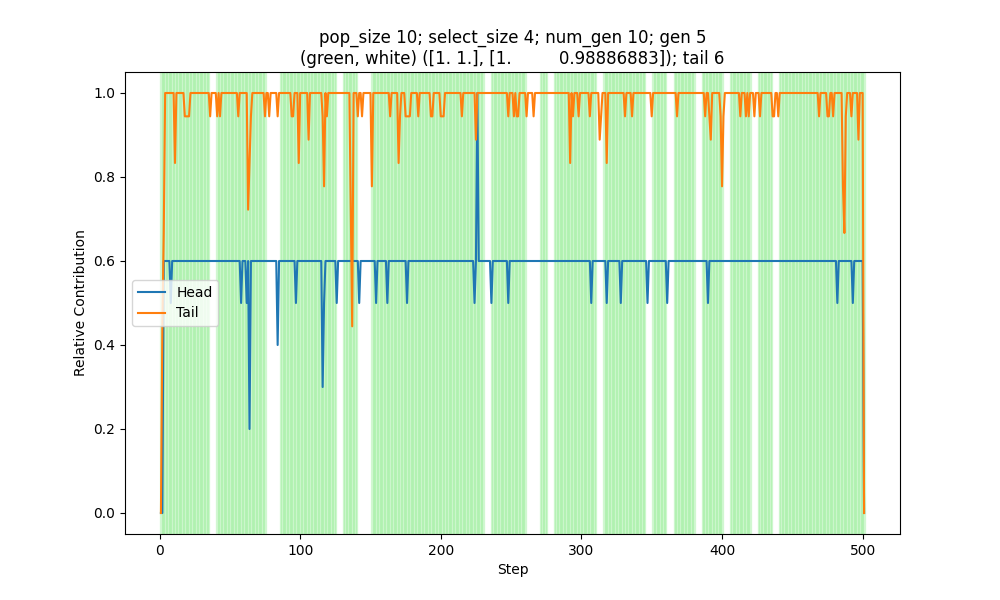 pop_size 10; select_size 4; num_gen 10; gen 5
(green, white) ([1. 1.], [1.          0.98886883]); tail 6
1.0
0.8
0.6
0.4
0.2
0.0
Relative Contribution
Head
Tail
0
100
200
300
400
500
Step